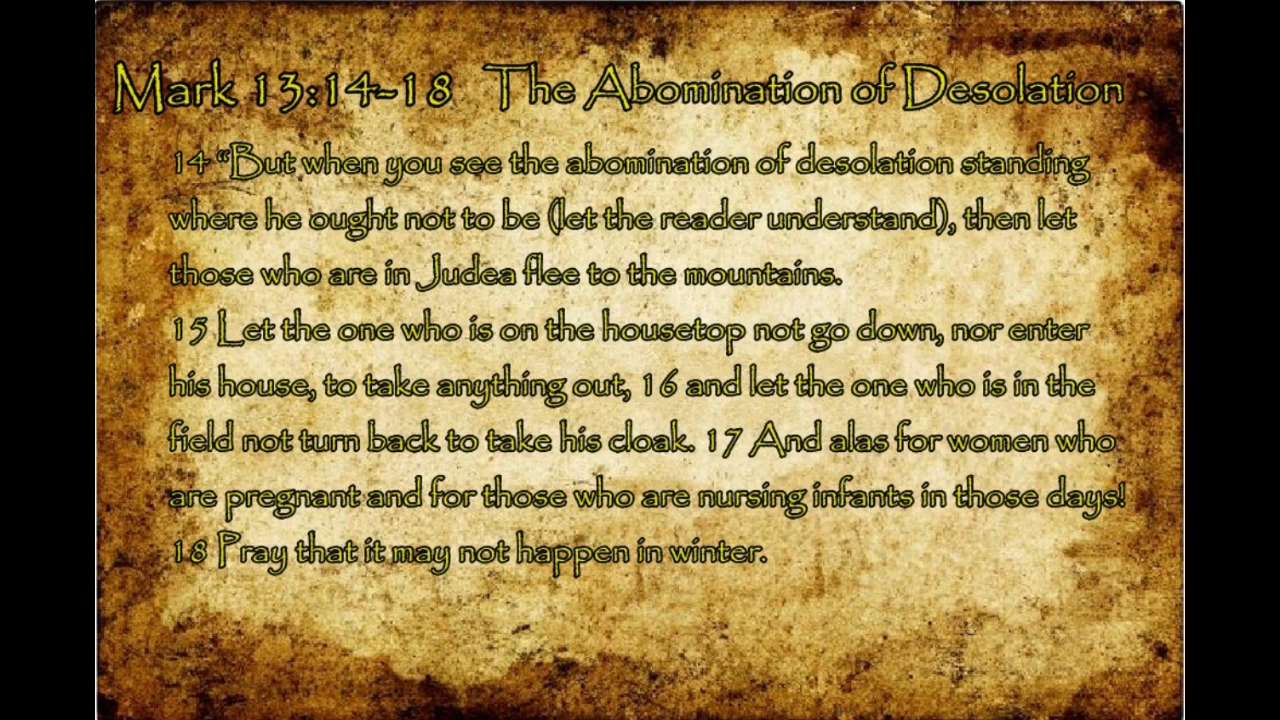 Mark 13:14-18 The Abomination of Desolation
14 “But when you see the abomination of desolation standing
where he ought not to be (let the reader understand), then let
those who are in Judea flee to the mountains.
15 Let the one who is on the housetop not go down, nor enter
his house, to take anything out, 16 and let the one who is in the
field not turn back to take his cloak. 17 And alas for women who
are pregnant and for those who are nursing infants in those days!
18 Pray that it may not happen in winter.